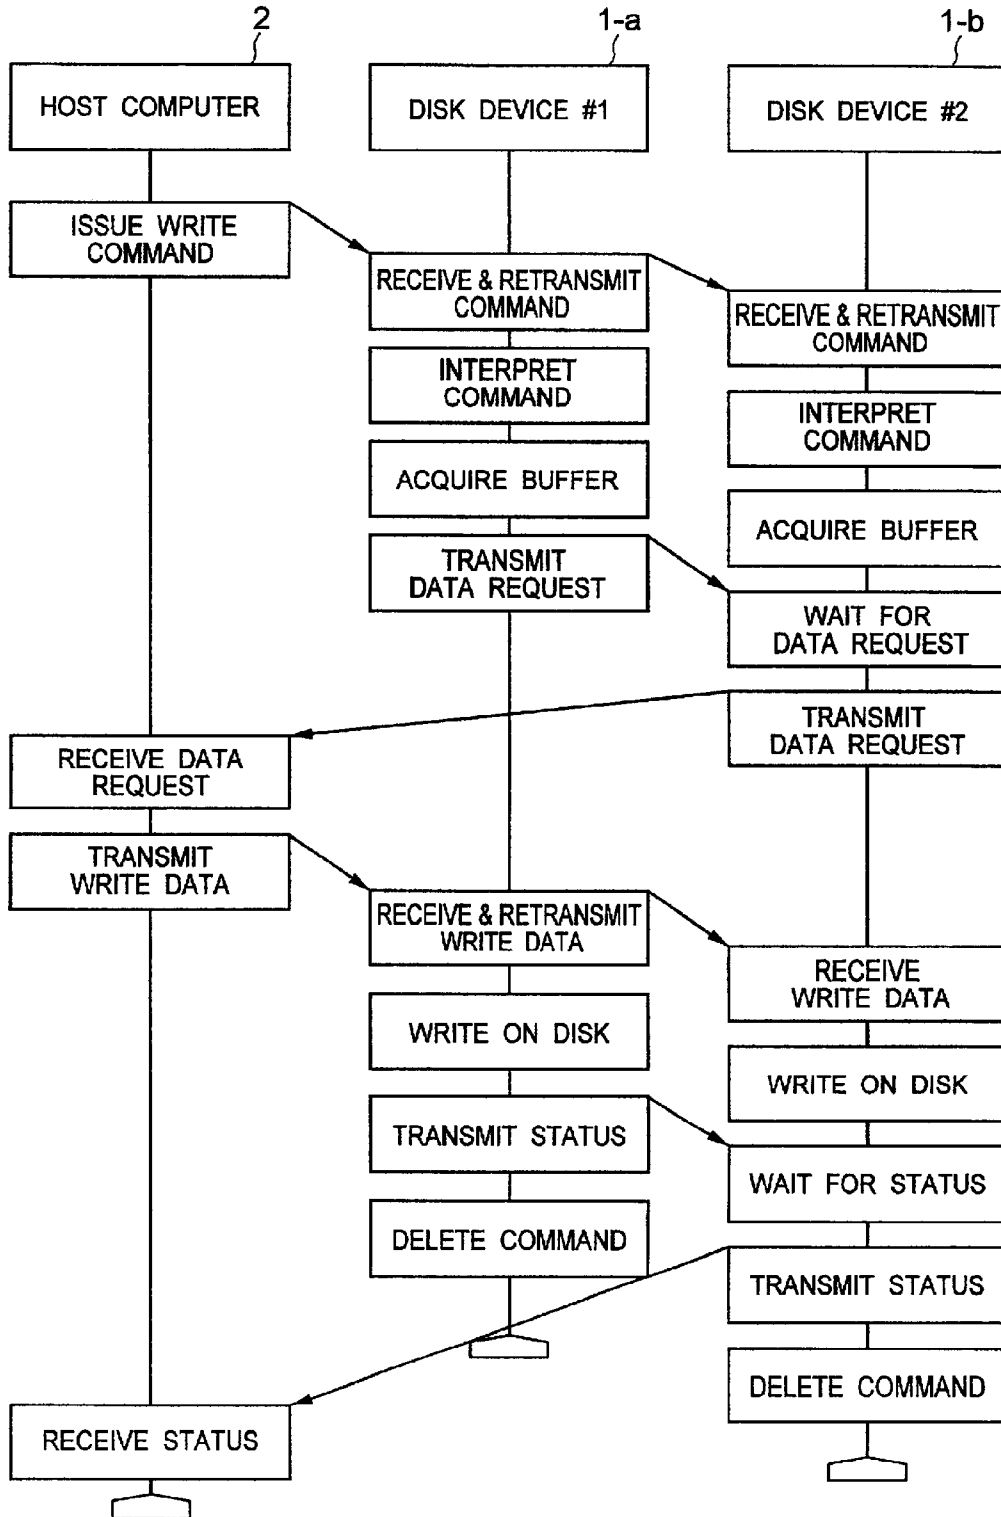 2
1-a
1-b
HOST COMPUTER
DISK DEVICE #1
DISK DEVICE #2
ISSUE WRITE
COMMAND
RECEIVE & RETRANSMIT
COMMAND
RECEIVE & RETRANSMIT
COMMAND
INTERPRET
COMMAND
INTERPRET
COMMAND
ACQUIRE BUFFER
ACQUIRE BUFFER
TRANSMIT
DATA REQUEST
WAIT FOR
DATA REQUEST
TRANSMIT
DATA REQUEST
RECEIVE DATA
REQUEST
TRANSMIT
WRITE DATA
RECEIVE & RETRANSMIT
WRITE DATA
RECEIVE
WRITE DATA
WRITE ON DISK
WRITE ON DISK
TRANSMIT STATUS
WAIT FOR STATUS
DELETE COMMAND
TRANSMIT STATUS
DELETE COMMAND
RECEIVE STATUS